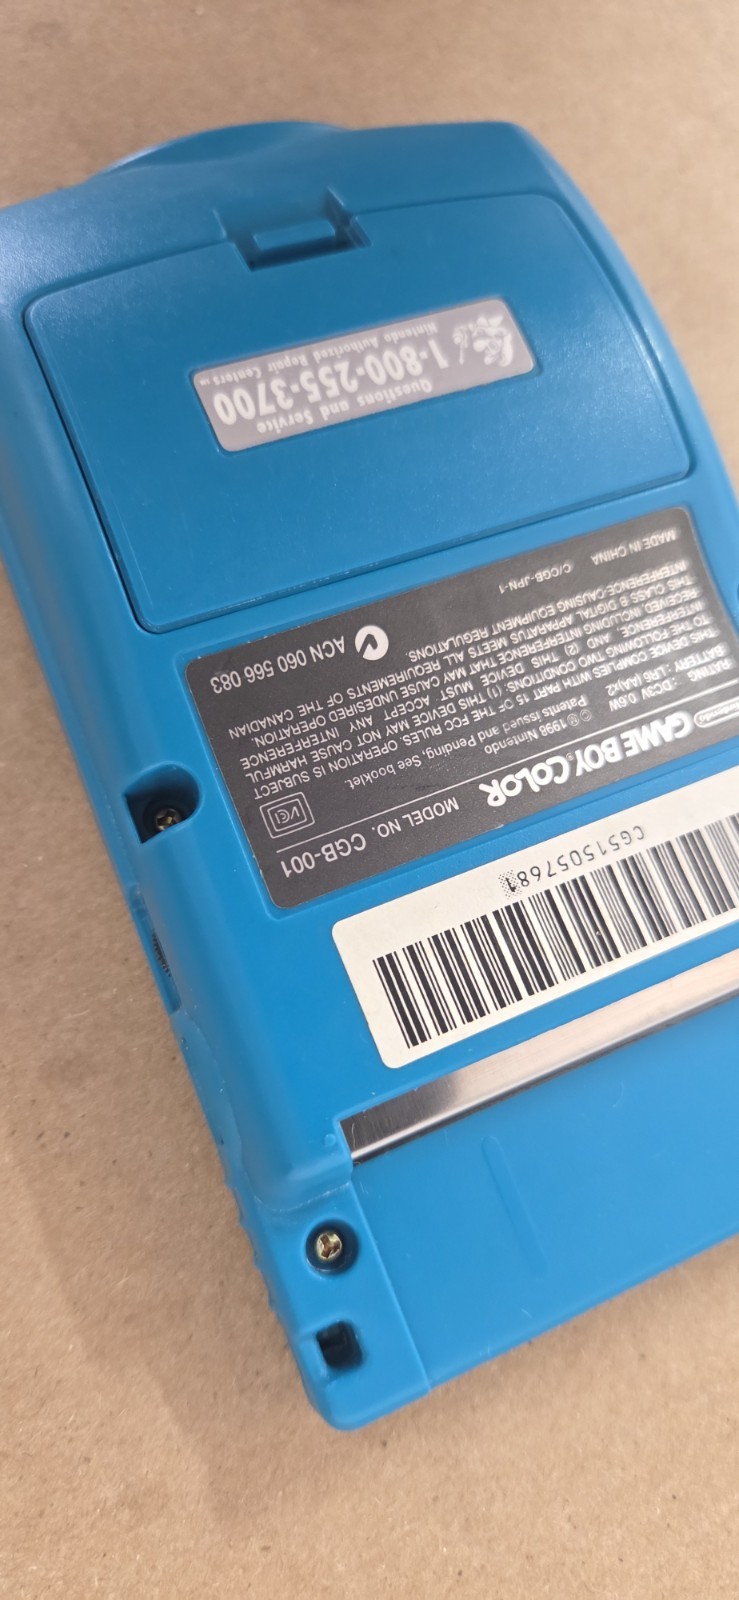 Nintendo
GAME BOY COLOR
MODEL NO. CGB-001
© ® 1998 Nintendo
Patents issued and Pending. See booklet.
RATING : DC3V 0.6W
BATTERY : LR6 (AA)x2
THIS DEVICE COMPLIES WITH PART 15 OF THE FCC RULES. OPERATION IS SUBJECT
TO THE FOLLOWING TWO CONDITIONS: (1) THIS DEVICE MAY NOT CAUSE HARMFUL
INTERFERENCE AND (2) THIS DEVICE MUST ACCEPT ANY INTERFERENCE
RECEIVED, INCLUDING INTERFERENCE THAT MAY CAUSE UNDESIRED OPERATION.
THIS CLASS B DIGITAL APPARATUS MEETS ALL REQUIREMENTS OF THE CANADIAN
INTERFERENCE-CAUSING EQUIPMENT REGULATIONS.
VCI
MADE IN CHINA
C/CGB-JPN-1
ACN 060 566 083
CG515057681
Questions and Service
1-800-255-3700
Nintendo Authorized Repair Centers SM